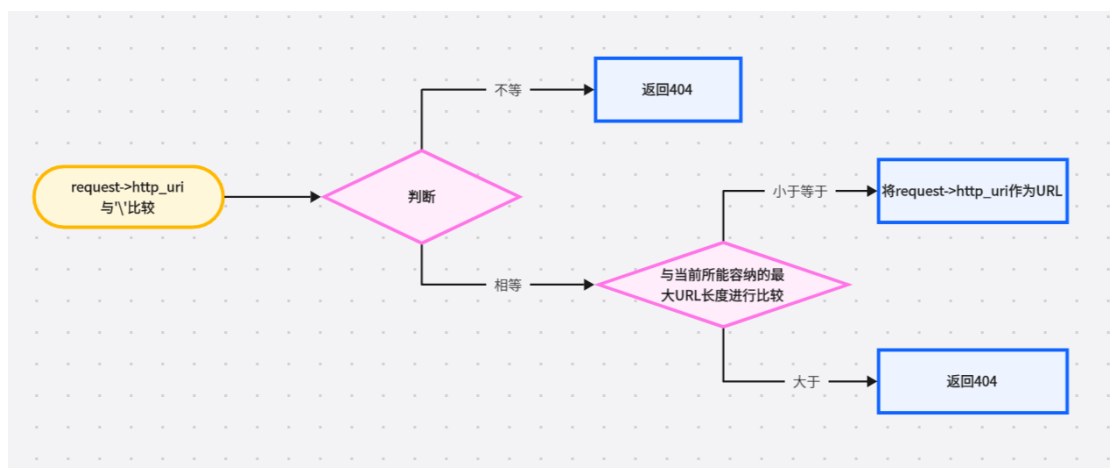 不等
返回404
request->http_uri
与'\'比较
判断
小于等于
将request->http_uri作为URL
相等
与当前所能容纳的最
大URL长度进行比较
大于
返回404